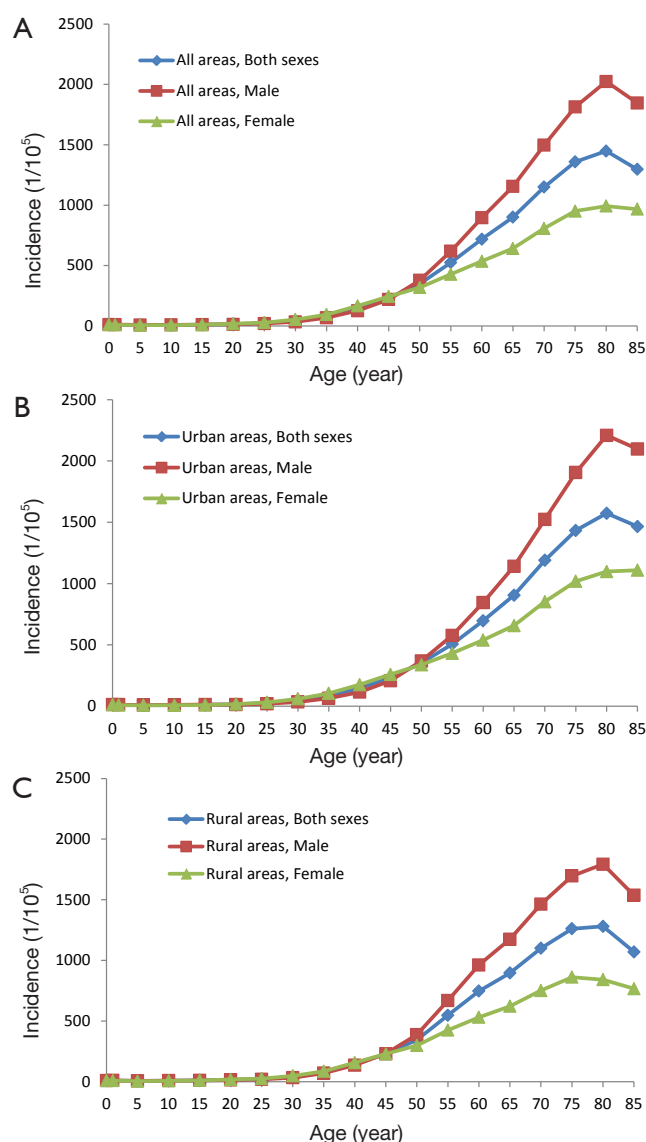 A
2500
2000
1500
1000
500
0
Incidence (1/10⁵)
All areas, Both sexes
All areas, Male
All areas, Female
0 5 10 15 20 25 30 35 40 45 50 55 60 65 70 75 80 85
Age (year)
B
2500
2000
1500
1000
500
0
Incidence (1/10⁵)
Urban areas, Both sexes
Urban areas, Male
Urban areas, Female
0 5 10 15 20 25 30 35 40 45 50 55 60 65 70 75 80 85
Age (year)
C
2500
2000
1500
1000
500
0
Incidence (1/10⁵)
Rural areas, Both sexes
Rural areas, Male
Rural areas, Female
0 5 10 15 20 25 30 35 40 45 50 55 60 65 70 75 80 85
Age (year)